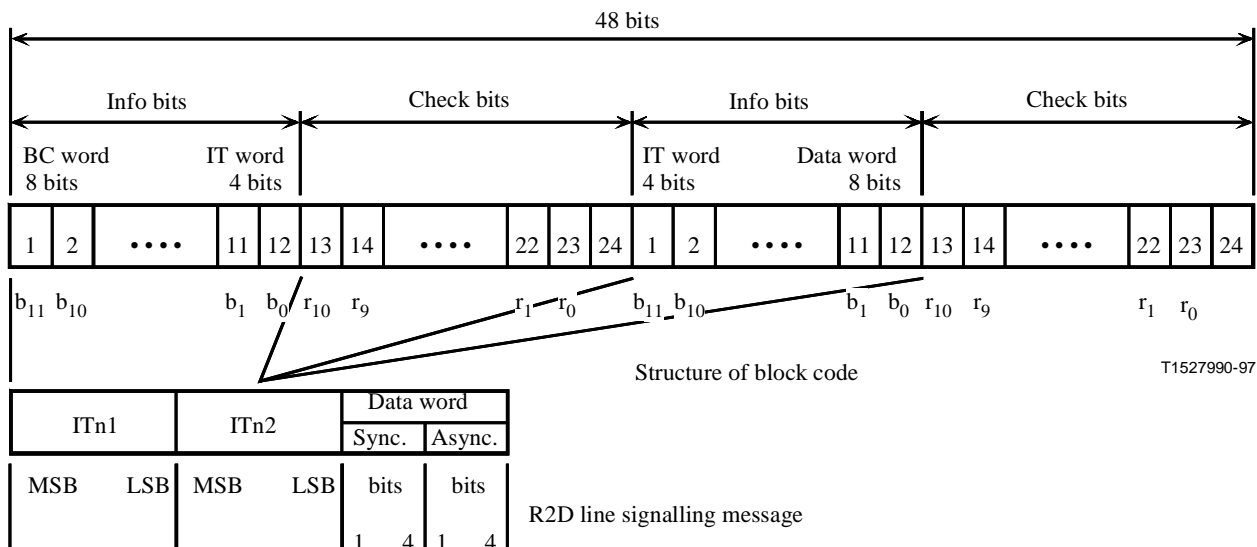 48 bits
Info bits Check bits Info bits Check bits
BC word IT word IT word Data word
8 bits 4 bits 4 bits 8 bits
1 2 •••• 11 12 13 14 •••• 22 23 24 1 2 •••• 11 12 13 14 •••• 22 23 24
b11 b10 b1 b0 r10 r9 r1 r0 b11 b10 b1 b0 r10 r9 r1 r0
Structure of block code T1527990-97
ITn1 ITn2 Data word
Sync. Async.
MSB LSB MSB LSB bits bits
R2D line signalling message
1 4 1 4